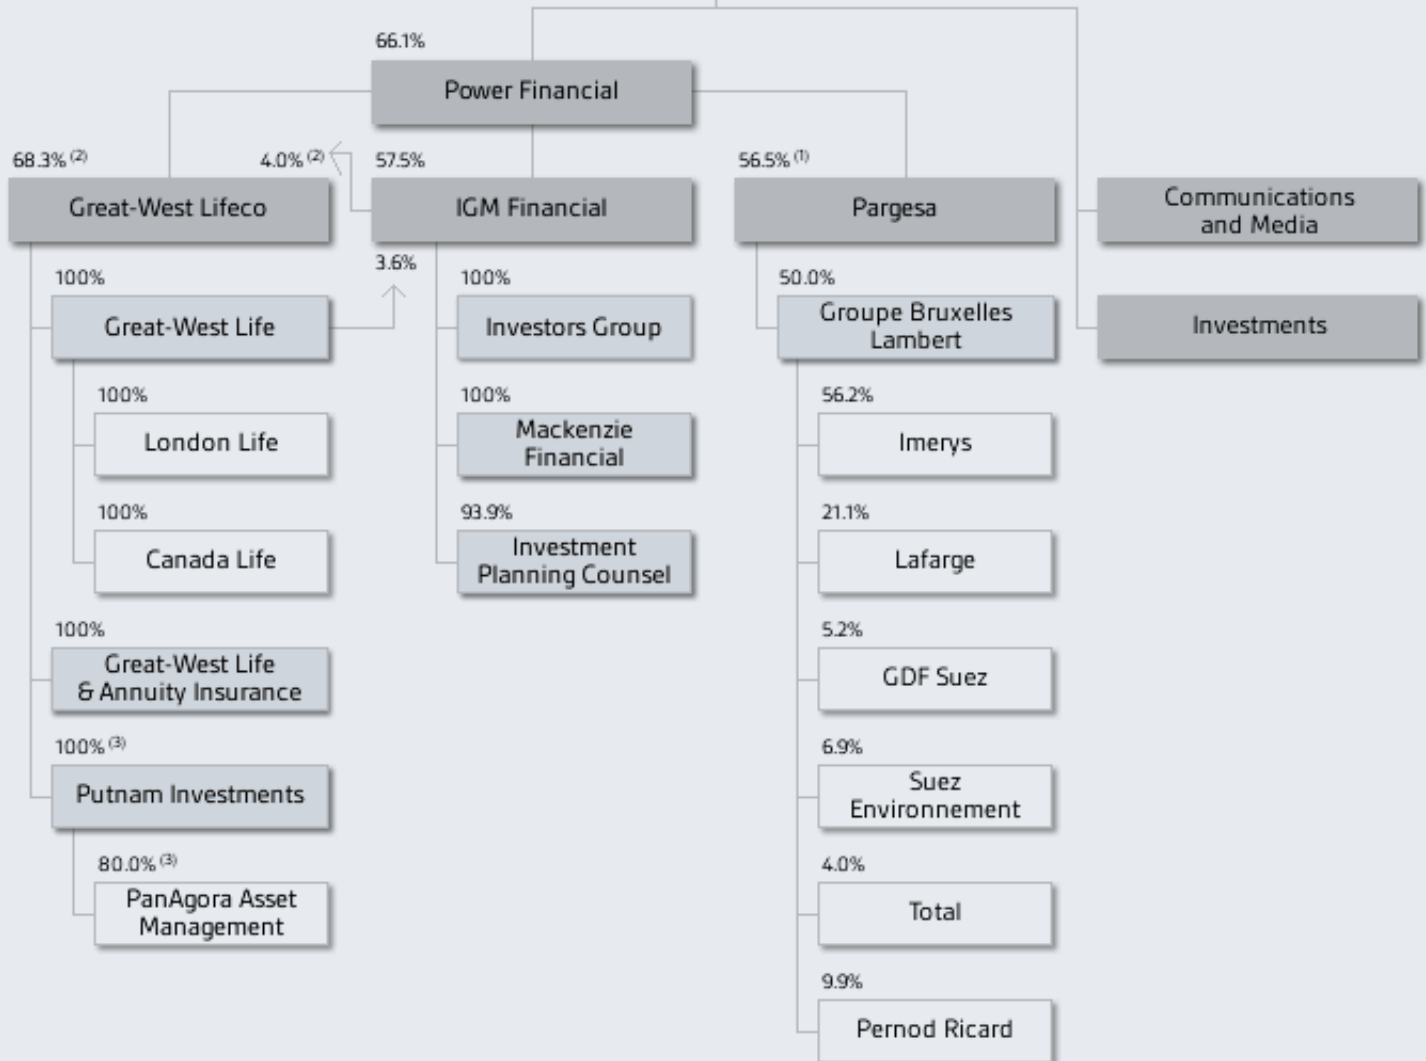 66.1%
Power Financial
68.3% (2)
4.0% (2)
57.5%
56.5% (1)
Great-West Lifeco
IGM Financial
Pargesa
Communications
and Media
3.6%
100%
Great-West Life
100%
Investors Group
50.0%
Groupe Bruxelles
Lambert
Investments
100%
London Life
100%
Mackenzie
Financial
56.2%
Imerys
100%
Canada Life
93.9%
Investment
Planning Counsel
21.1%
Lafarge
100%
Great-West Life
& Annuity Insurance
5.2%
GDF Suez
100% (3)
Putnam Investments
6.9%
Suez
Environnement
80.0% (3)
PanAgora Asset
Management
4.0%
Total
9.9%
Pernod Ricard